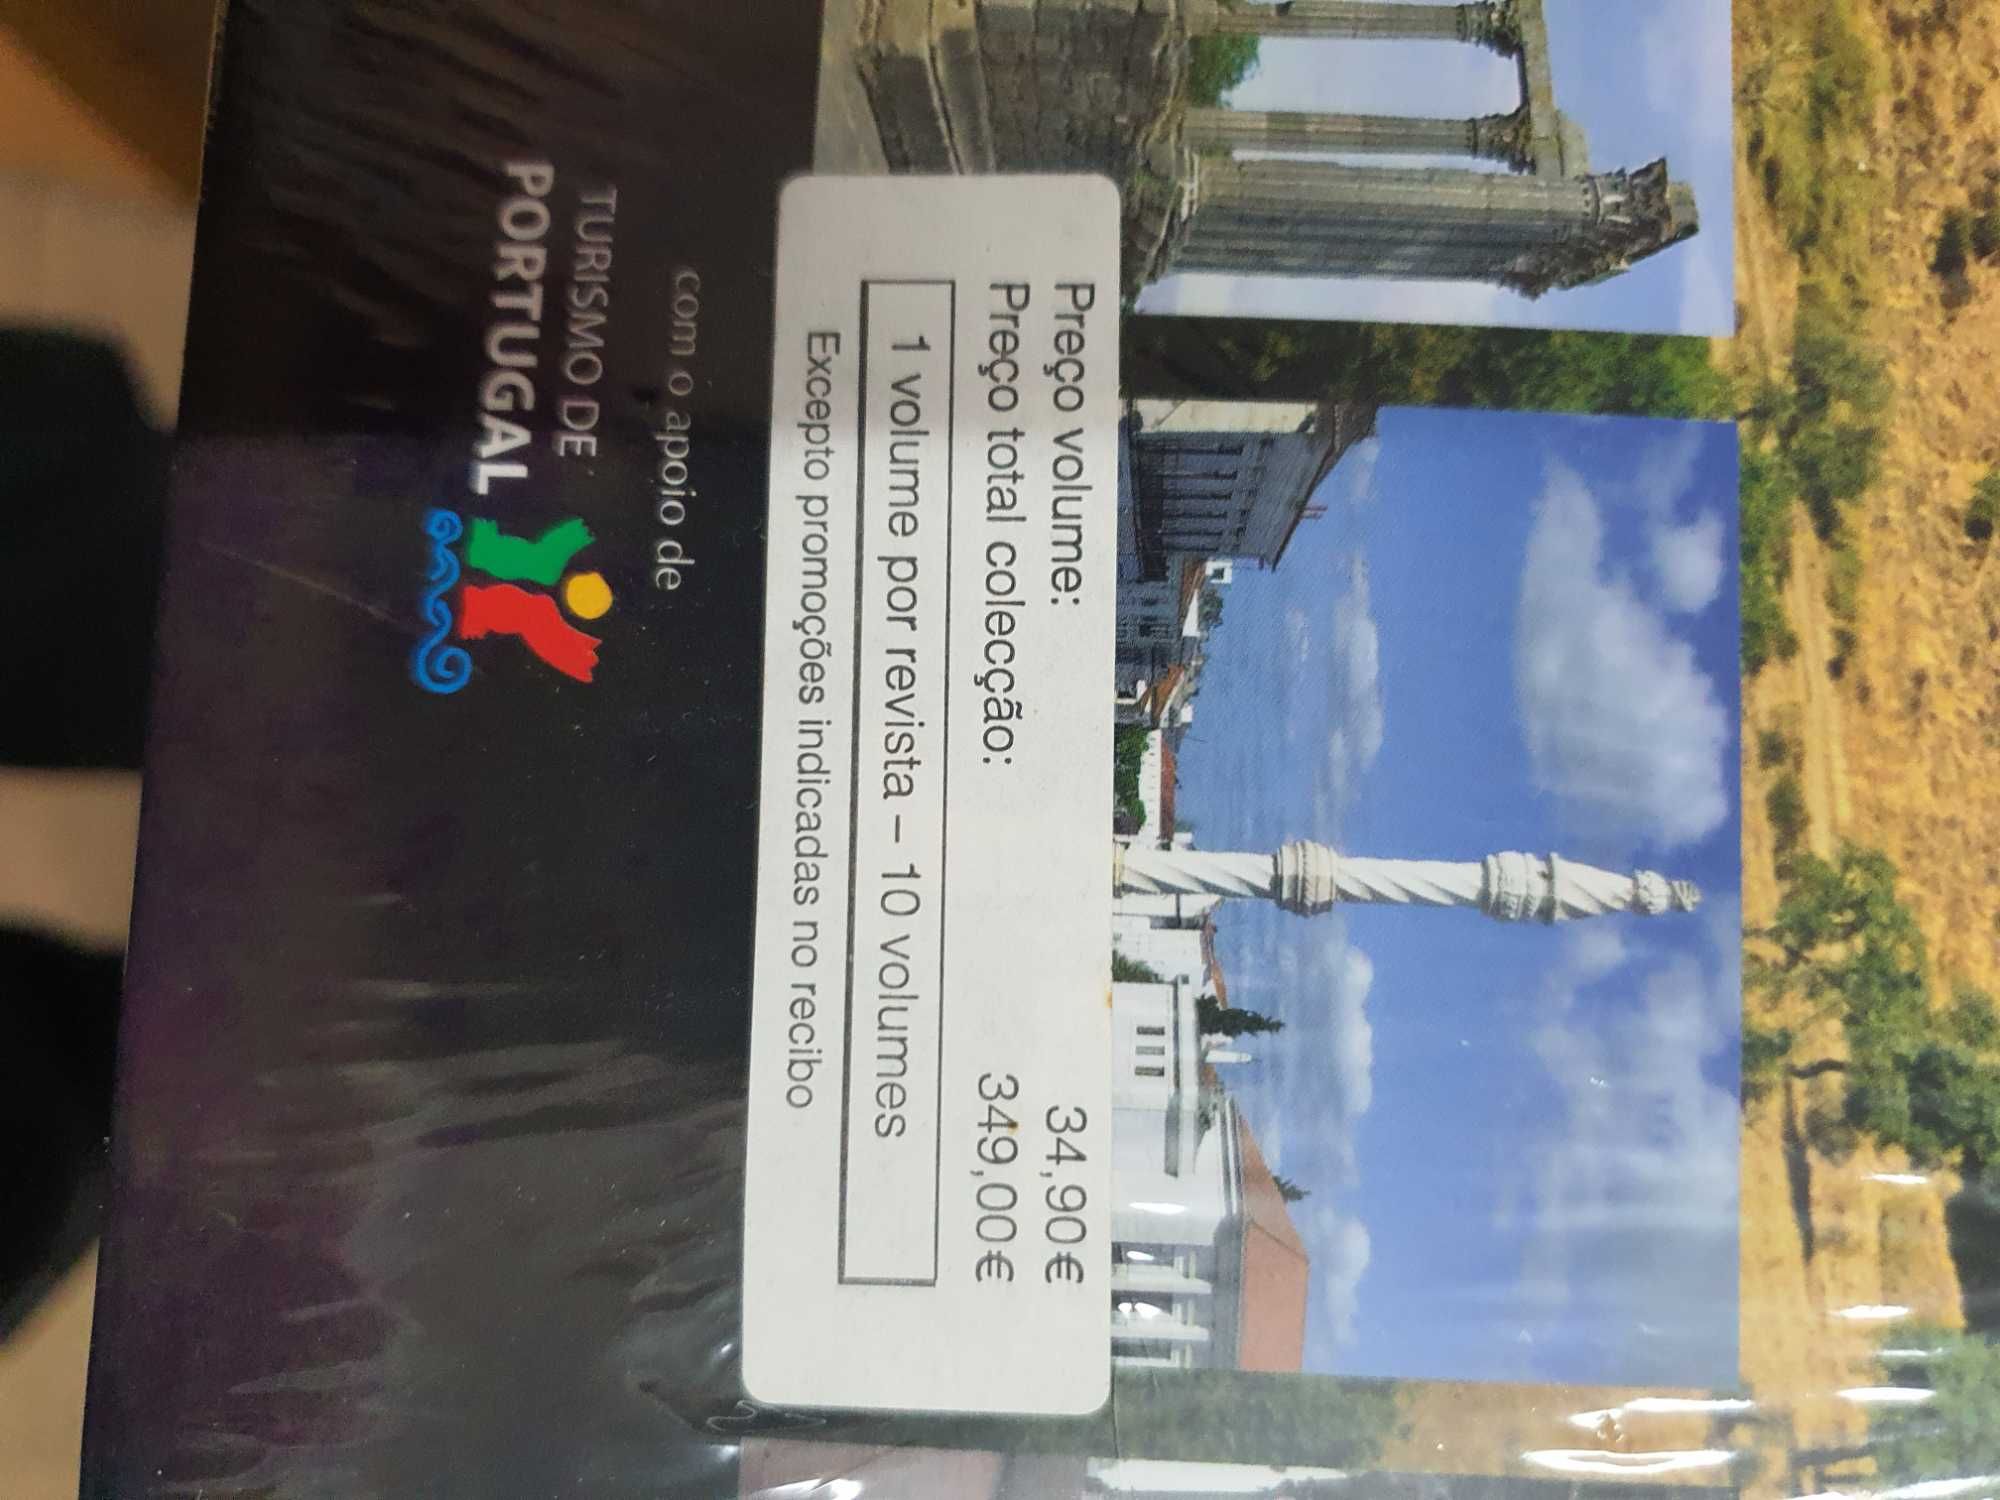 Preço volume: 34,90€
Preço total colecção: 349,00€
1 volume por revista – 10 volumes
Excepto promoções indicadas no recibo
com o apoio de
TURISMO DE
PORTUGAL